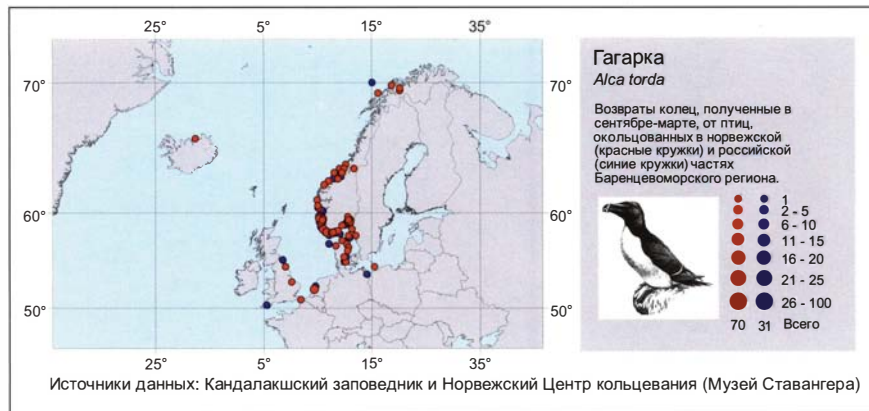 25° 5° 15° 35°
70° 70°
60° 60°
50° 50°
25° 5° 15° 35°
Гагарка
Alca torda
Возвраты колец, полученные в
сентябре-марте, от птиц,
окольцованных в норвежской
(красные кружки) и российской
(синие кружки) частях
Баренцевоморского региона.
1
2 - 5
6 - 10
11 - 15
16 - 20
21 - 25
26 - 100
70 31 Всего
Источники данных: Кандалакшский заповедник и Норвежский Центр кольцевания (Музей Ставангера)